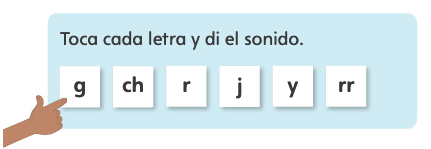 Toca cada letra y di el sonido.
g ch r j y rr